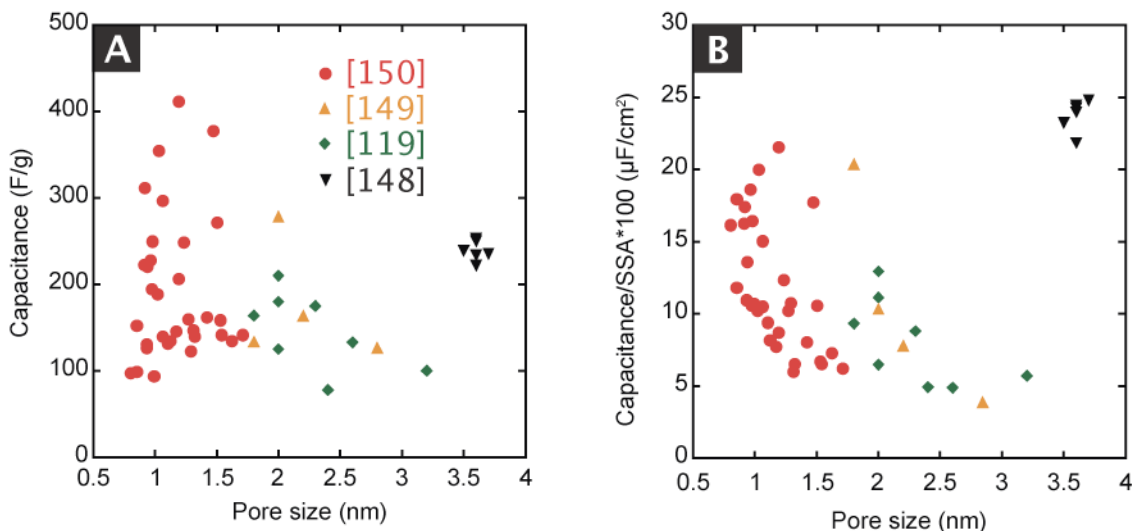 A
[150]
[149]
[119]
[148]
Capacitance (F/g)
500
400
300
200
100
0
0.5 1 1.5 2 2.5 3 3.5 4
Pore size (nm)
B
Capacitance/SSA*100 (µF/cm²)
30
25
20
15
10
5
0
0.5 1 1.5 2 2.5 3 3.5 4
Pore size (nm)